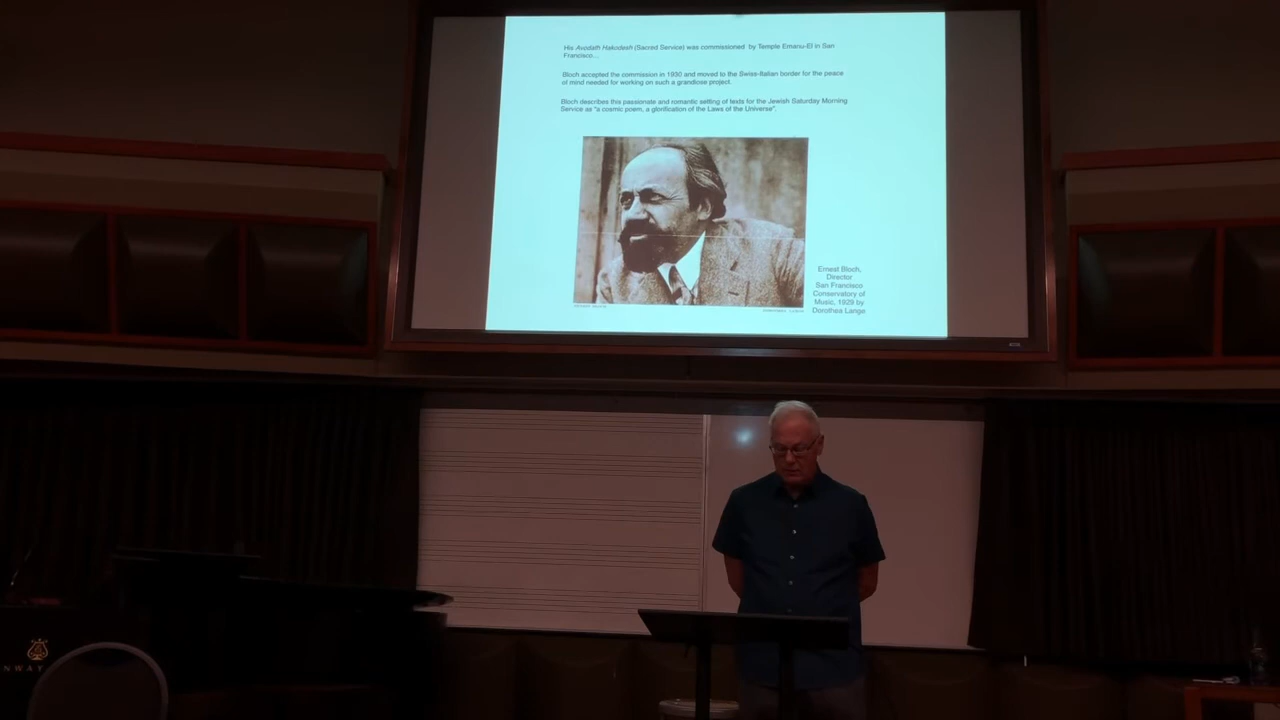 His Avodath Hakodesh (Sacred Service) was commissioned by Temple Emanu-El in San
Francisco...
Bloch accepted the commission in 1930 and moved to the Swiss-Italian border for the peace
of mind needed for working on such a grandiose project.
Bloch describes this passionate and romantic setting of texts for the Jewish Saturday Morning
Service as "a cosmic poem, a glorification of the Laws of the Universe".
Ernest Bloch,
Director
San Francisco
Conservatory of
Music, 1929 by
Dorothea Lange
NWAY